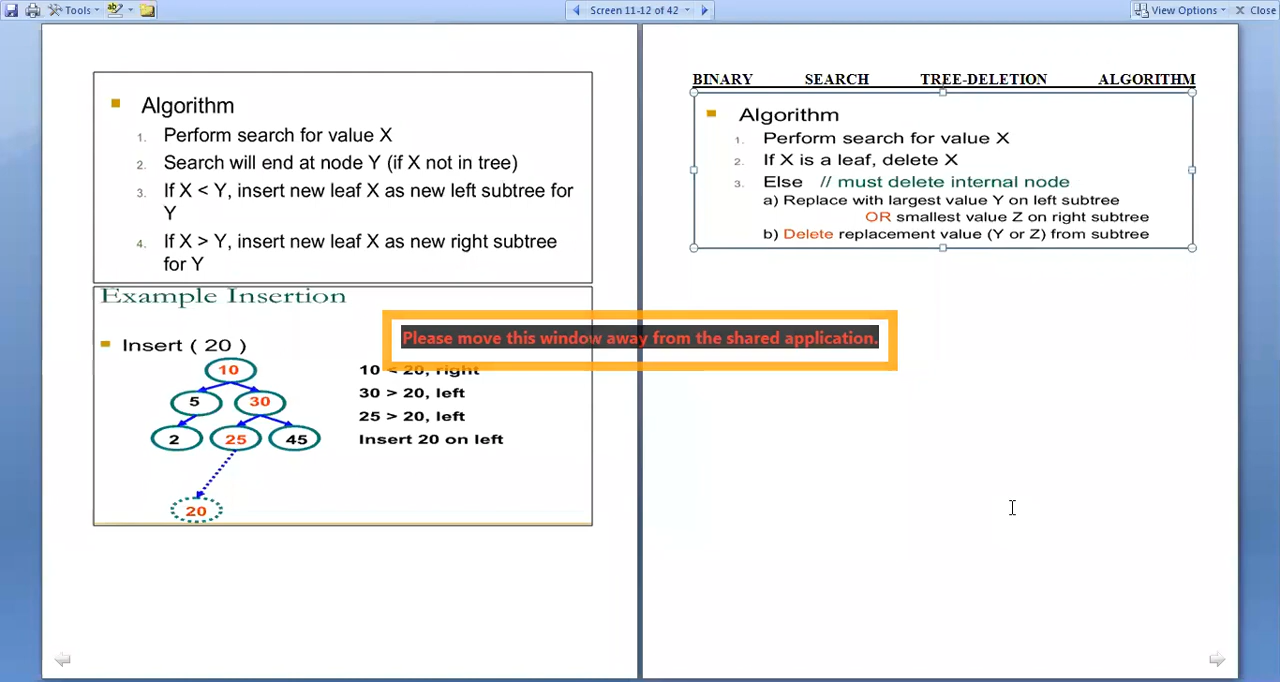 Tools
Screen 11-12 of 42
View Options
Close
Algorithm
1. Perform search for value X
2. Search will end at node Y (if X not in tree)
3. If X < Y, insert new leaf X as new left subtree for
Y
4. If X > Y, insert new leaf X as new right subtree
for Y
Example Insertion
Insert ( 20 )
10
5
30
2
25
45
20
10 < 20, right
30 > 20, left
25 > 20, left
Insert 20 on left
Please move this window away from the shared application.
BINARY SEARCH TREE-DELETION ALGORITHM
Algorithm
1. Perform search for value X
2. If X is a leaf, delete X
3. Else // must delete internal node
a) Replace with largest value Y on left subtree
OR smallest value Z on right subtree
b) Delete replacement value (Y or Z) from subtree